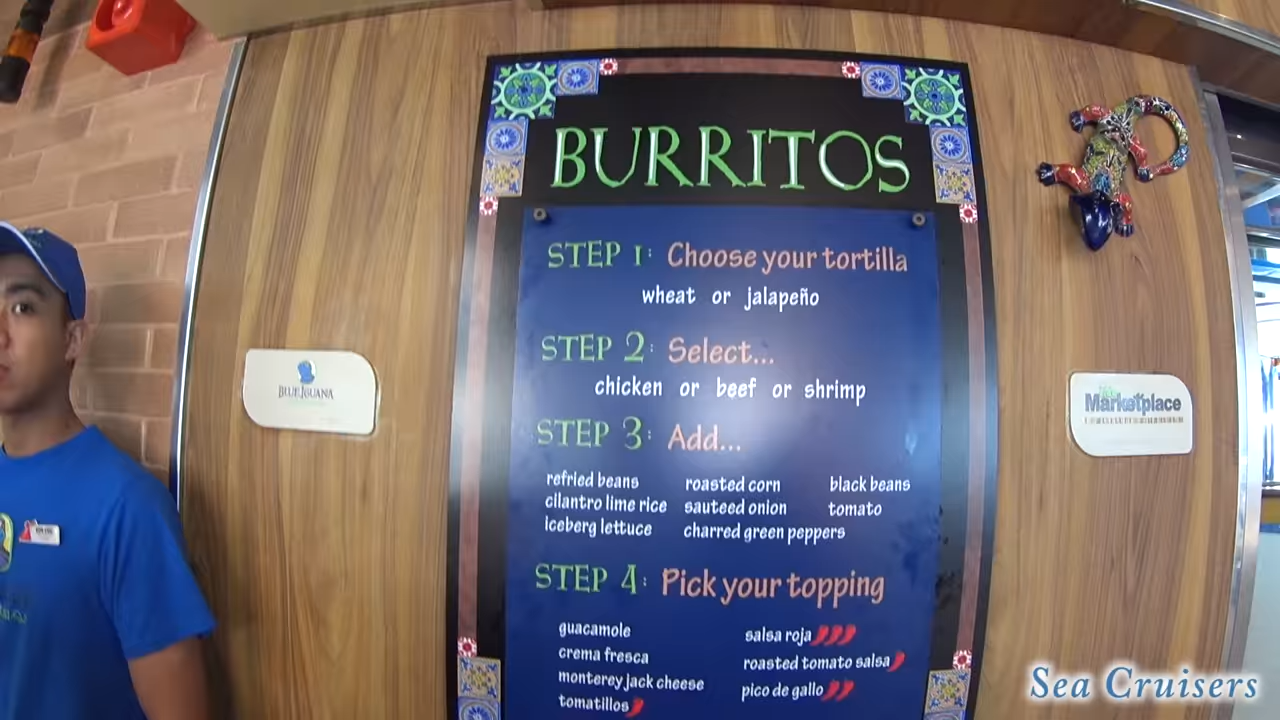 BURRITOS
STEP 1: Choose your tortilla
wheat or jalapeño
STEP 2: Select...
chicken or beef or shrimp
STEP 3: Add...
refried beans roasted corn black beans
cilantro lime rice sauteed onion tomato
iceberg lettuce charred green peppers
STEP 4: Pick your topping
guacamole salsa roja
crema fresca roasted tomato salsa
monterey jack cheese pico de gallo
tomatillos
BLUE IGUANA
Marketplace
Sea Cruisers